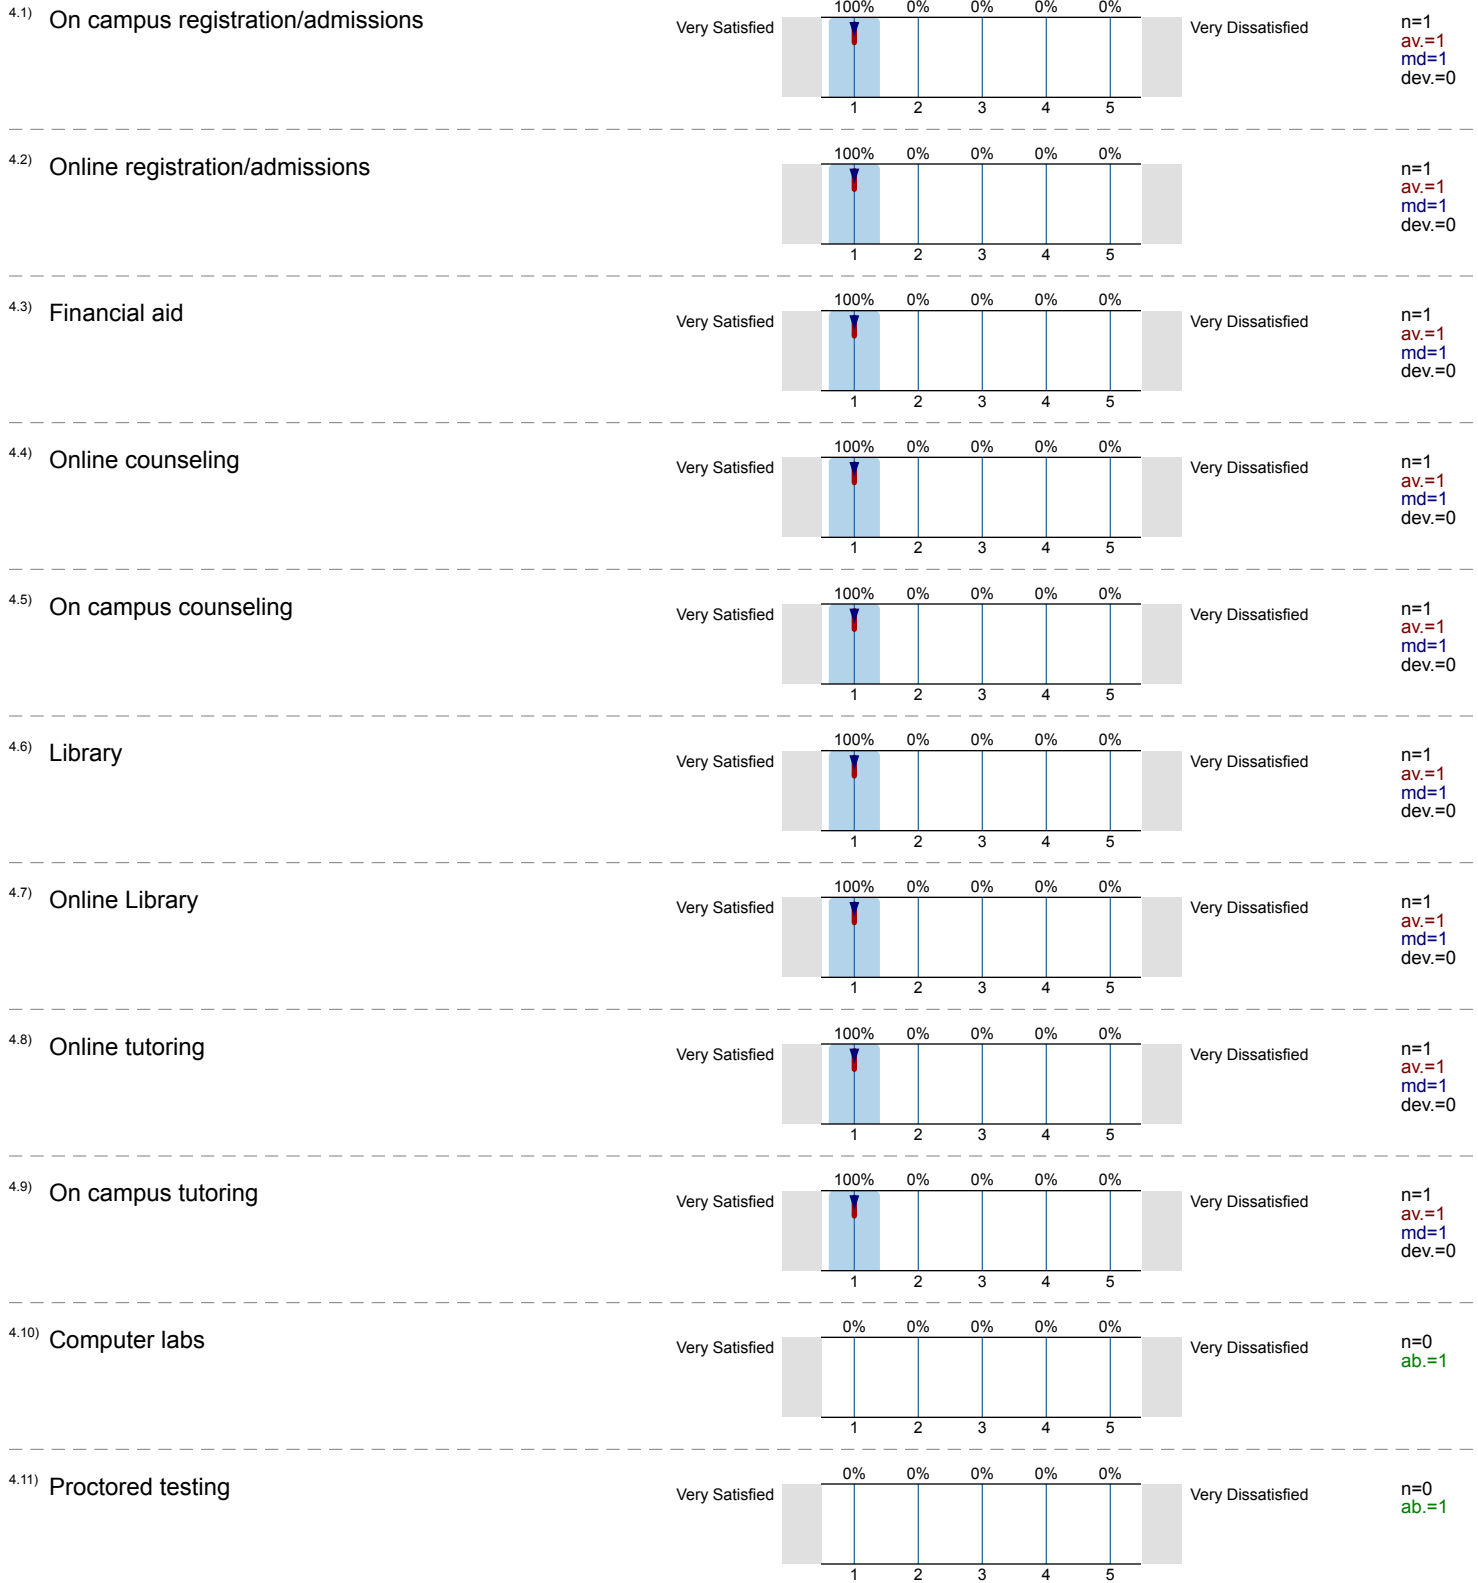 4.1) On campus registration/admissions
100% 0% 0% 0% 0%
Very Satisfied Very Dissatisfied
n=1
av.=1
md=1
dev.=0
1 2 3 4 5
4.2) Online registration/admissions
100% 0% 0% 0% 0%
n=1
av.=1
md=1
dev.=0
1 2 3 4 5
4.3) Financial aid
100% 0% 0% 0% 0%
Very Satisfied Very Dissatisfied
n=1
av.=1
md=1
dev.=0
1 2 3 4 5
4.4) Online counseling
100% 0% 0% 0% 0%
Very Satisfied Very Dissatisfied
n=1
av.=1
md=1
dev.=0
1 2 3 4 5
4.5) On campus counseling
100% 0% 0% 0% 0%
Very Satisfied Very Dissatisfied
n=1
av.=1
md=1
dev.=0
1 2 3 4 5
4.6) Library
100% 0% 0% 0% 0%
Very Satisfied Very Dissatisfied
n=1
av.=1
md=1
dev.=0
1 2 3 4 5
4.7) Online Library
100% 0% 0% 0% 0%
Very Satisfied Very Dissatisfied
n=1
av.=1
md=1
dev.=0
1 2 3 4 5
4.8) Online tutoring
100% 0% 0% 0% 0%
Very Satisfied Very Dissatisfied
n=1
av.=1
md=1
dev.=0
1 2 3 4 5
4.9) On campus tutoring
100% 0% 0% 0% 0%
Very Satisfied Very Dissatisfied
n=1
av.=1
md=1
dev.=0
1 2 3 4 5
4.10) Computer labs
0% 0% 0% 0% 0%
Very Satisfied Very Dissatisfied
n=0
ab.=1
1 2 3 4 5
4.11) Proctored testing
0% 0% 0% 0% 0%
Very Satisfied Very Dissatisfied
n=0
ab.=1
1 2 3 4 5